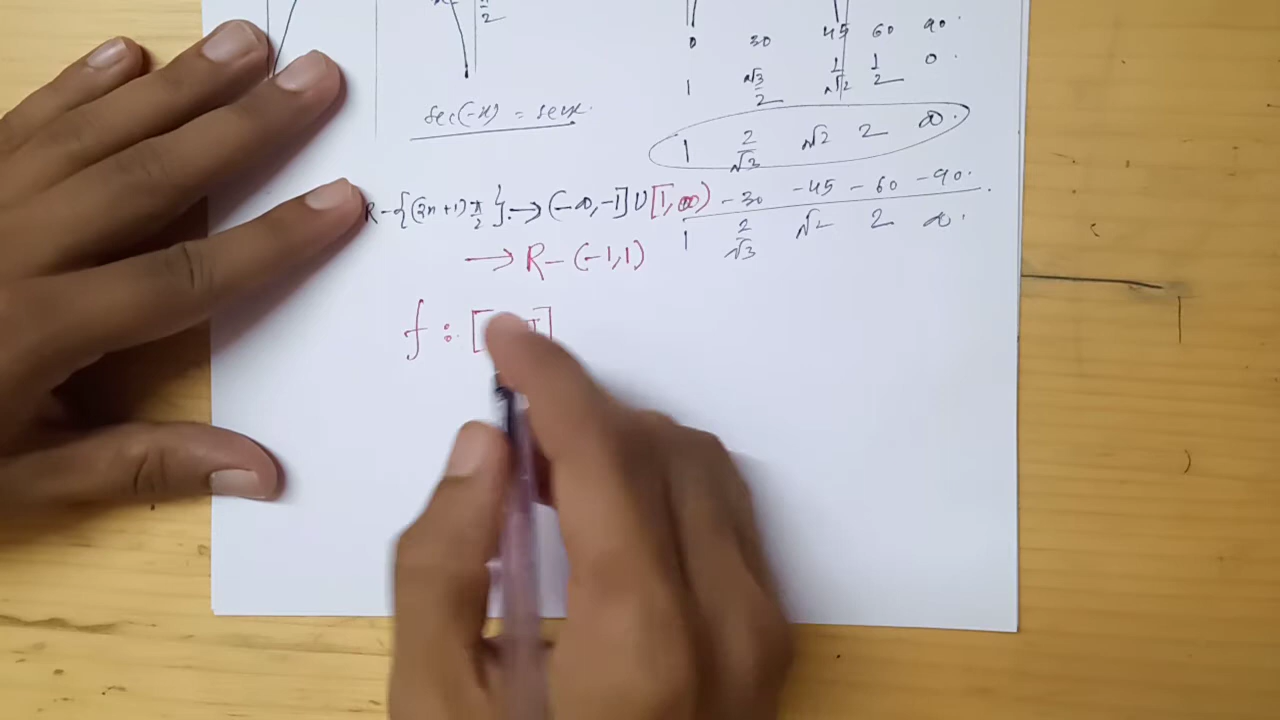 π/2
0 30 45 60 90.
1 √3/2 1/√2 1/2 0.
sec(-x) = secx.
1 2/√3 √2 2 ∞.
R-{(2n+1)π/2}. → (-∞,-1]∪[1,∞)
-30 -45 -60 -90.
1 2/√3 √2 2 ∞.
→ R-(-1,1)
f : [ π]